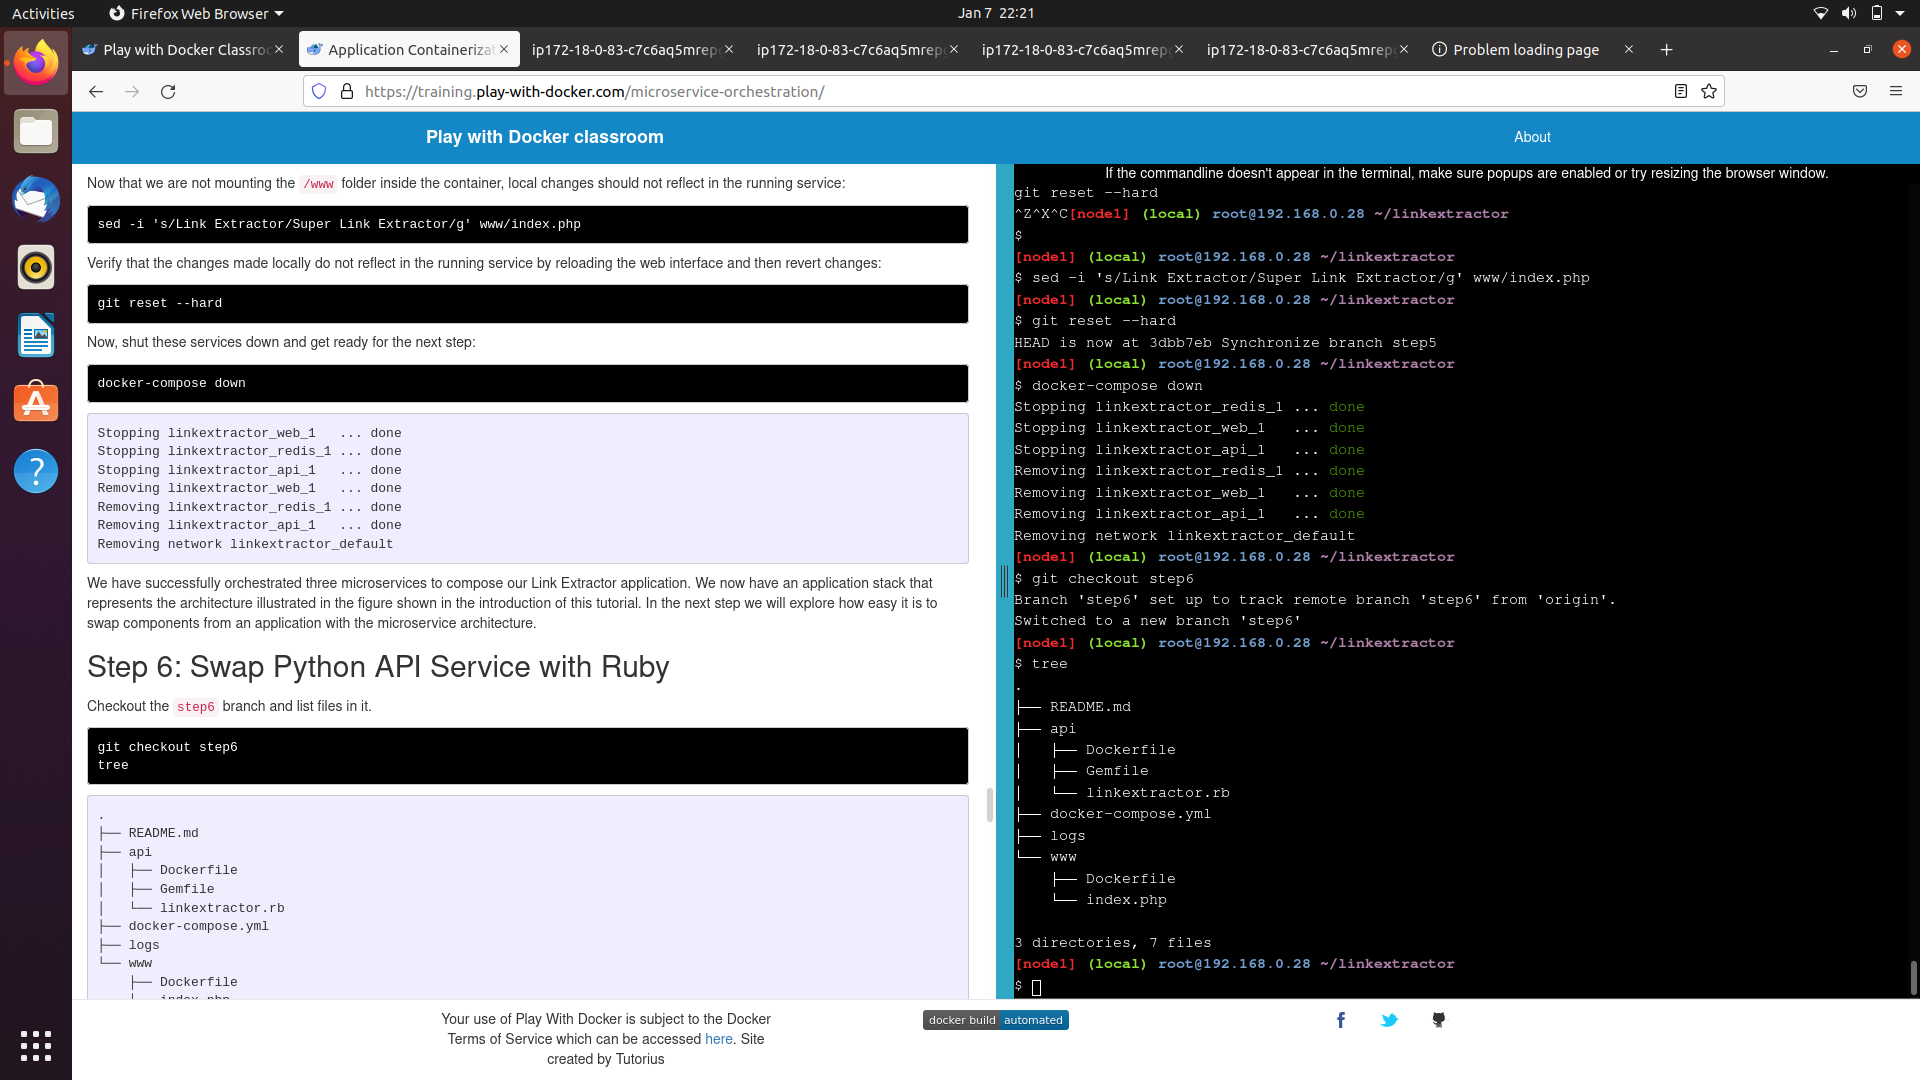 Activities
Firefox Web Browser
Jan 7 22:21
Play with Docker Classroo
Application Containerizat
ip172-18-0-83-c7c6aq5mrepg
ip172-18-0-83-c7c6aq5mrepg
ip172-18-0-83-c7c6aq5mrepg
ip172-18-0-83-c7c6aq5mrepg
Problem loading page
https://training.play-with-docker.com/microservice-orchestration/
Play with Docker classroom
About
Now that we are not mounting the /www folder inside the container, local changes should not reflect in the running service:
sed -i 's/Link Extractor/Super Link Extractor/g' www/index.php
Verify that the changes made locally do not reflect in the running service by reloading the web interface and then revert changes:
git reset --hard
Now, shut these services down and get ready for the next step:
docker-compose down
Stopping linkextractor_web_1   ... done
Stopping linkextractor_redis_1 ... done
Stopping linkextractor_api_1   ... done
Removing linkextractor_web_1   ... done
Removing linkextractor_redis_1 ... done
Removing linkextractor_api_1   ... done
Removing network linkextractor_default
We have successfully orchestrated three microservices to compose our Link Extractor application. We now have an application stack that
represents the architecture illustrated in the figure shown in the introduction of this tutorial. In the next step we will explore how easy it is to
swap components from an application with the microservice architecture.
Step 6: Swap Python API Service with Ruby
Checkout the step6 branch and list files in it.
git checkout step6
tree
.
├── README.md
├── api
│   ├── Dockerfile
│   ├── Gemfile
│   └── linkextractor.rb
├── docker-compose.yml
├── logs
└── www
    ├── Dockerfile
    └── index.php
If the commandline doesn't appear in the terminal, make sure popups are enabled or try resizing the browser window.
git reset --hard
^Z^X^C[node1] (local) root@192.168.0.28 ~/linkextractor
$
[node1] (local) root@192.168.0.28 ~/linkextractor
$ sed -i 's/Link Extractor/Super Link Extractor/g' www/index.php
[node1] (local) root@192.168.0.28 ~/linkextractor
$ git reset --hard
HEAD is now at 3dbb7eb Synchronize branch step5
[node1] (local) root@192.168.0.28 ~/linkextractor
$ docker-compose down
Stopping linkextractor_redis_1 ... done
Stopping linkextractor_web_1   ... done
Stopping linkextractor_api_1   ... done
Removing linkextractor_redis_1 ... done
Removing linkextractor_web_1   ... done
Removing linkextractor_api_1   ... done
Removing network linkextractor_default
[node1] (local) root@192.168.0.28 ~/linkextractor
$ git checkout step6
Branch 'step6' set up to track remote branch 'step6' from 'origin'.
Switched to a new branch 'step6'
[node1] (local) root@192.168.0.28 ~/linkextractor
$ tree
.
├── README.md
├── api
│   ├── Dockerfile
│   ├── Gemfile
│   └── linkextractor.rb
├── docker-compose.yml
├── logs
└── www
    ├── Dockerfile
    └── index.php
3 directories, 7 files
[node1] (local) root@192.168.0.28 ~/linkextractor
$
Your use of Play With Docker is subject to the Docker
Terms of Service which can be accessed here. Site
created by Tutorius
docker build automated